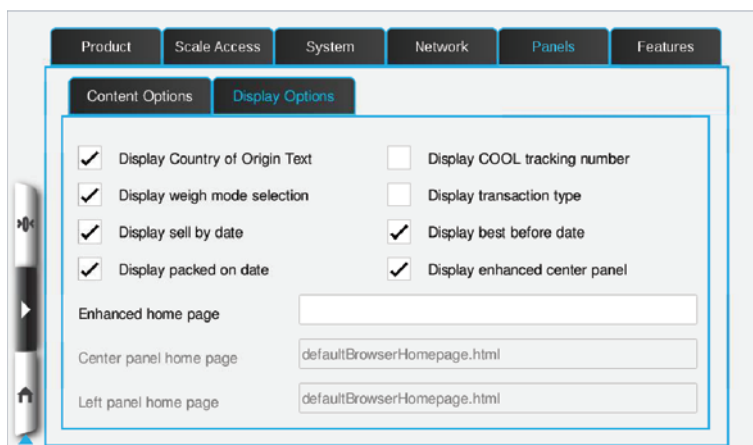 Product Scale Access System Network Panels Features
Content Options Display Options
Display Country of Origin Text Display COOL tracking number
Display weigh mode selection Display transaction type
Display sell by date Display best before date
Display packed on date Display enhanced center panel
Enhanced home page
Center panel home page defaultBrowserHomepage.html
Left panel home page defaultBrowserHomepage.html